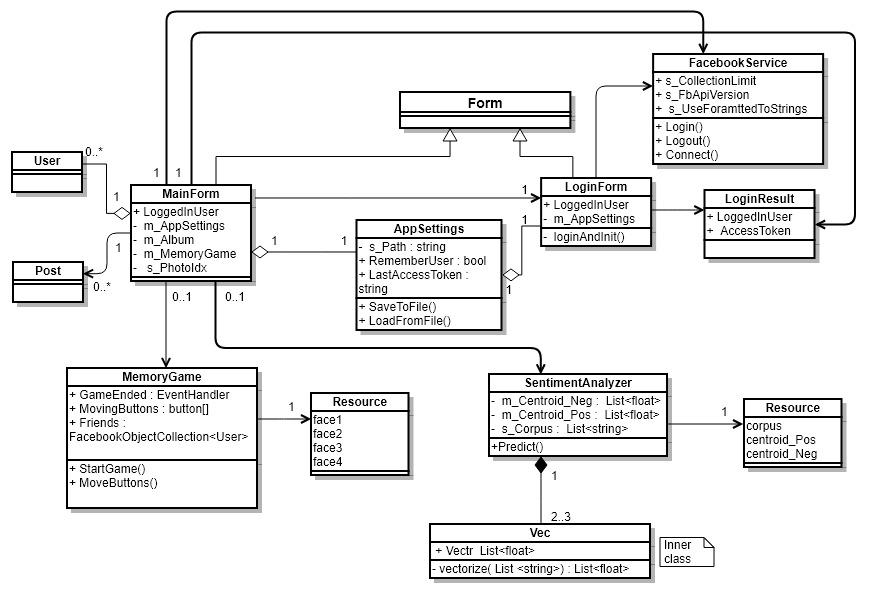 FacebookService
+ s_CollectionLimit
+ s_FbApiVersion
+ s_UseForamttedToStrings
+ Login()
+ Logout()
+ Connect()
Form
User
0..*
1
1
1
MainForm
+ LoggedInUser
- m_AppSettings
- m_Album
- m_MemoryGame
- s_PhotoIdx
1
Post
0..*
0..1
0..1
1
1
AppSettings
- s_Path : string
+ RememberUser : bool
+ LastAccessToken :
string
+ SaveToFile()
+ LoadFromFile()
1
LoginForm
+ LoggedInUser
- m_AppSettings
- loginAndInit()
1
1
LoginResult
+ LoggedInUser
+ AccessToken
MemoryGame
+ GameEnded : EventHandler
+ MovingButtons : button[]
+ Friends :
FacebookObjectCollection<User>
+ StartGame()
+ MoveButtons()
1
Resource
face1
face2
face3
face4
SentimentAnalyzer
- m_Centroid_Neg : List<float>
- m_Centroid_Pos : List<float>
- s_Corpus : List<string>
+Predict()
1
Resource
corpus
centroid_Pos
centroid_Neg
1
2..3
Vec
+ Vectr List<float>
- vectorize( List <string>) : List<float>
Inner
class